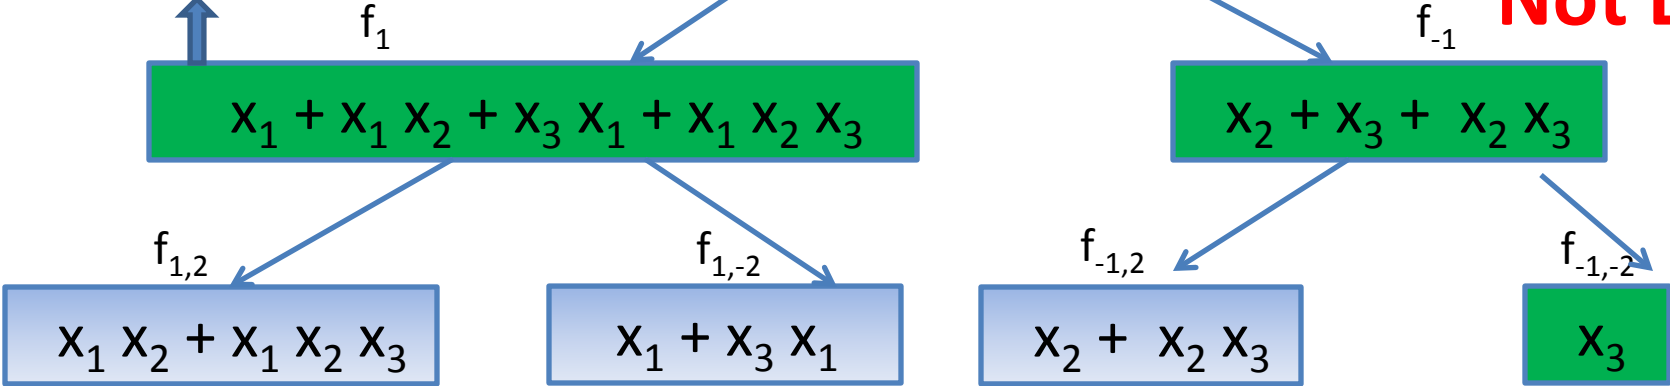 f₁
f₋₁
Not
x₁ + x₁ x₂ + x₃ x₁ + x₁ x₂ x₃
x₂ + x₃ + x₂ x₃
f₁,₂
f₁,₋₂
f₋₁,₂
f₋₁,₋₂
x₁ x₂ + x₁ x₂ x₃
x₁ + x₃ x₁
x₂ + x₂ x₃
x₃